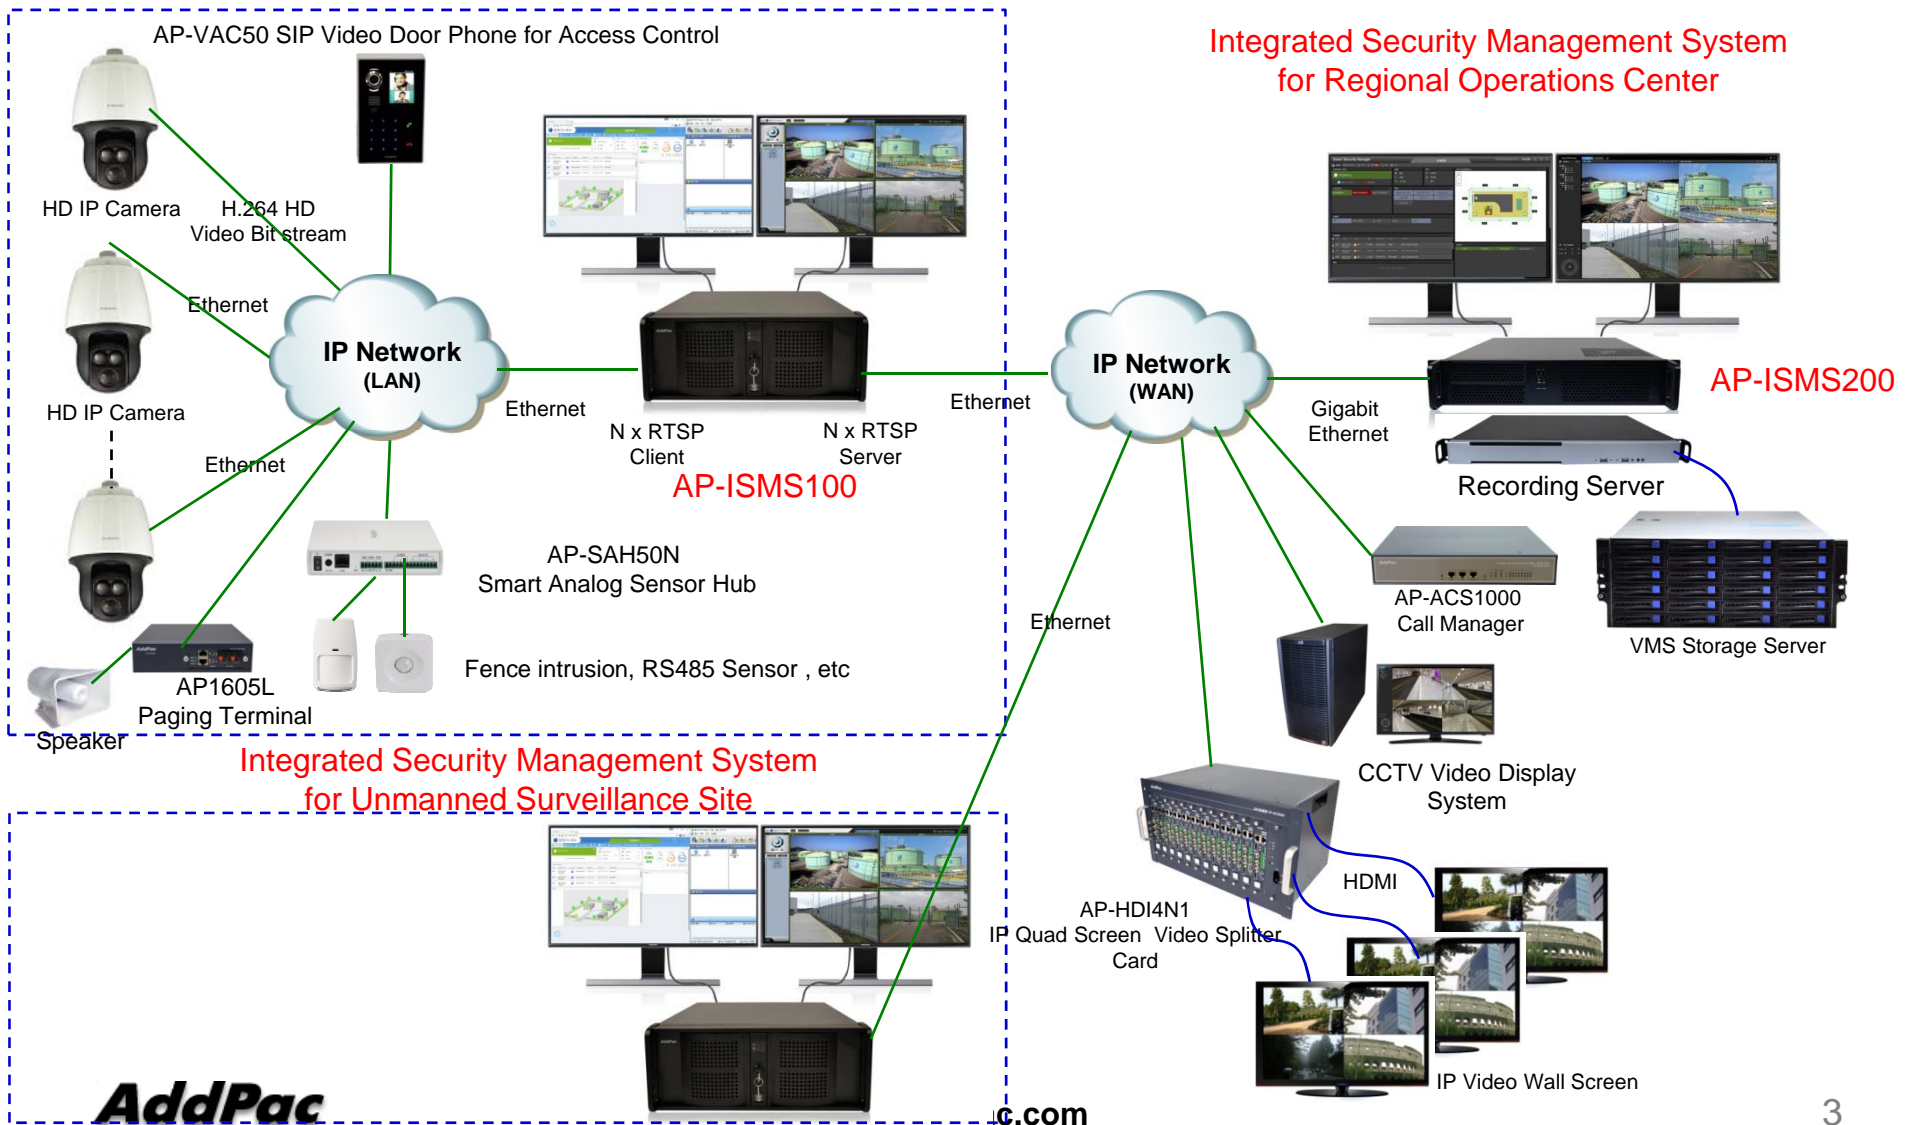 AP-VAC50 SIP Video Door Phone for Access Control
Integrated Security Management System
for Regional Operations Center
HD IP Camera
H.264 HD
Video Bit stream
Ethernet
IP Network
(LAN)
HD IP Camera
Ethernet
Ethernet
N x RTSP
Client
N x RTSP
Server
AP-ISMS100
Ethernet
IP Network
(WAN)
AP-ISMS200
Gigabit
Ethernet
Recording Server
AP-SAH50N
Smart Analog Sensor Hub
AddPac
AP-ACS1000
Call Manager
VMS Storage Server
Ethernet
Fence intrusion, RS485 Sensor , etc
AddPac
AP1605L
Paging Terminal
Speaker
Integrated Security Management System
for Unmanned Surveillance Site
CCTV Video Display
System
HDMI
AP-HDI4N1
IP Quad Screen  Video Splitter
Card
IP Video Wall Screen
AddPac
c.com
3